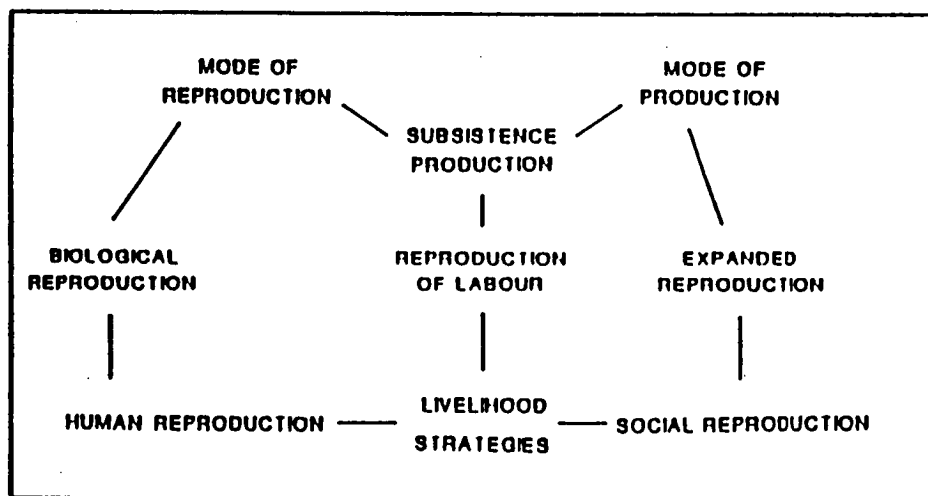 MODE OF
REPRODUCTION
MODE OF
PRODUCTION
SUBSISTENCE
PRODUCTION
BIOLOGICAL
REPRODUCTION
REPRODUCTION
OF LABOUR
EXPANDED
REPRODUCTION
HUMAN REPRODUCTION
LIVELIHOOD
STRATEGIES
SOCIAL REPRODUCTION